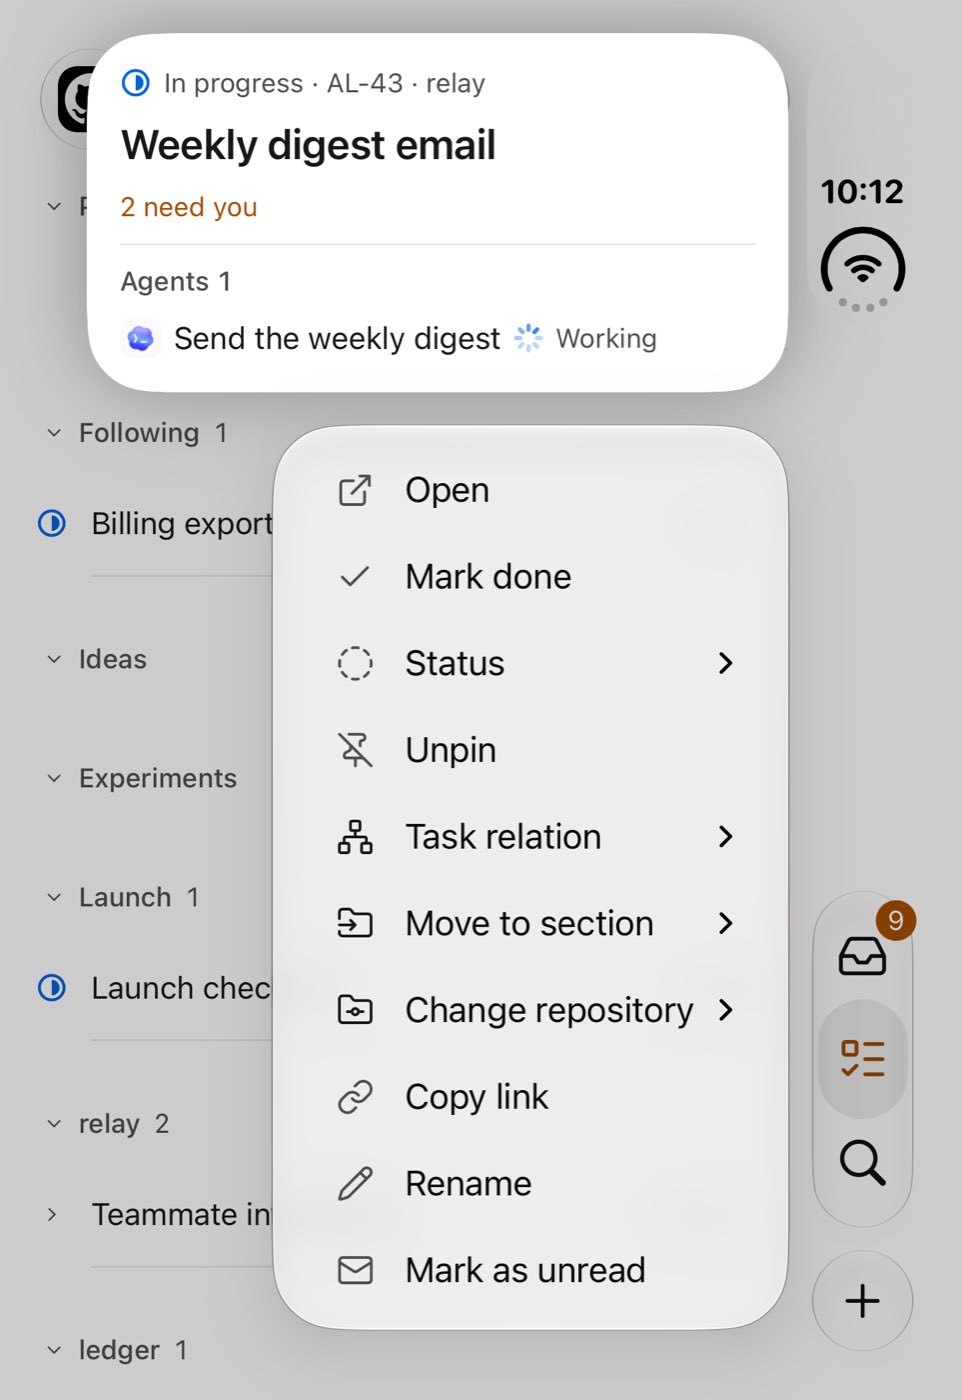 In progress · AL-43 · relay
Weekly digest email
2 need you
Agents 1
Send the weekly digest Working
10:12
Following 1
Billing export
Ideas
Experiments
Launch 1
Launch chec
relay 2
Teammate in
ledger 1
Open
Mark done
Status
Unpin
Task relation
Move to section
Change repository
Copy link
Rename
Mark as unread
9